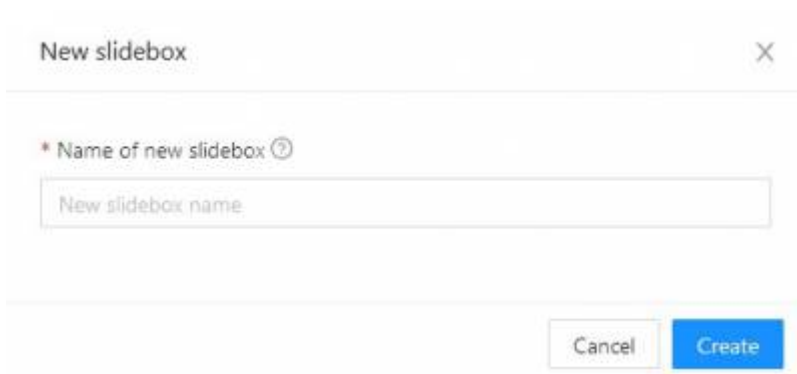 New slidebox
* Name of new slidebox
New slidebox name
Cancel
Create